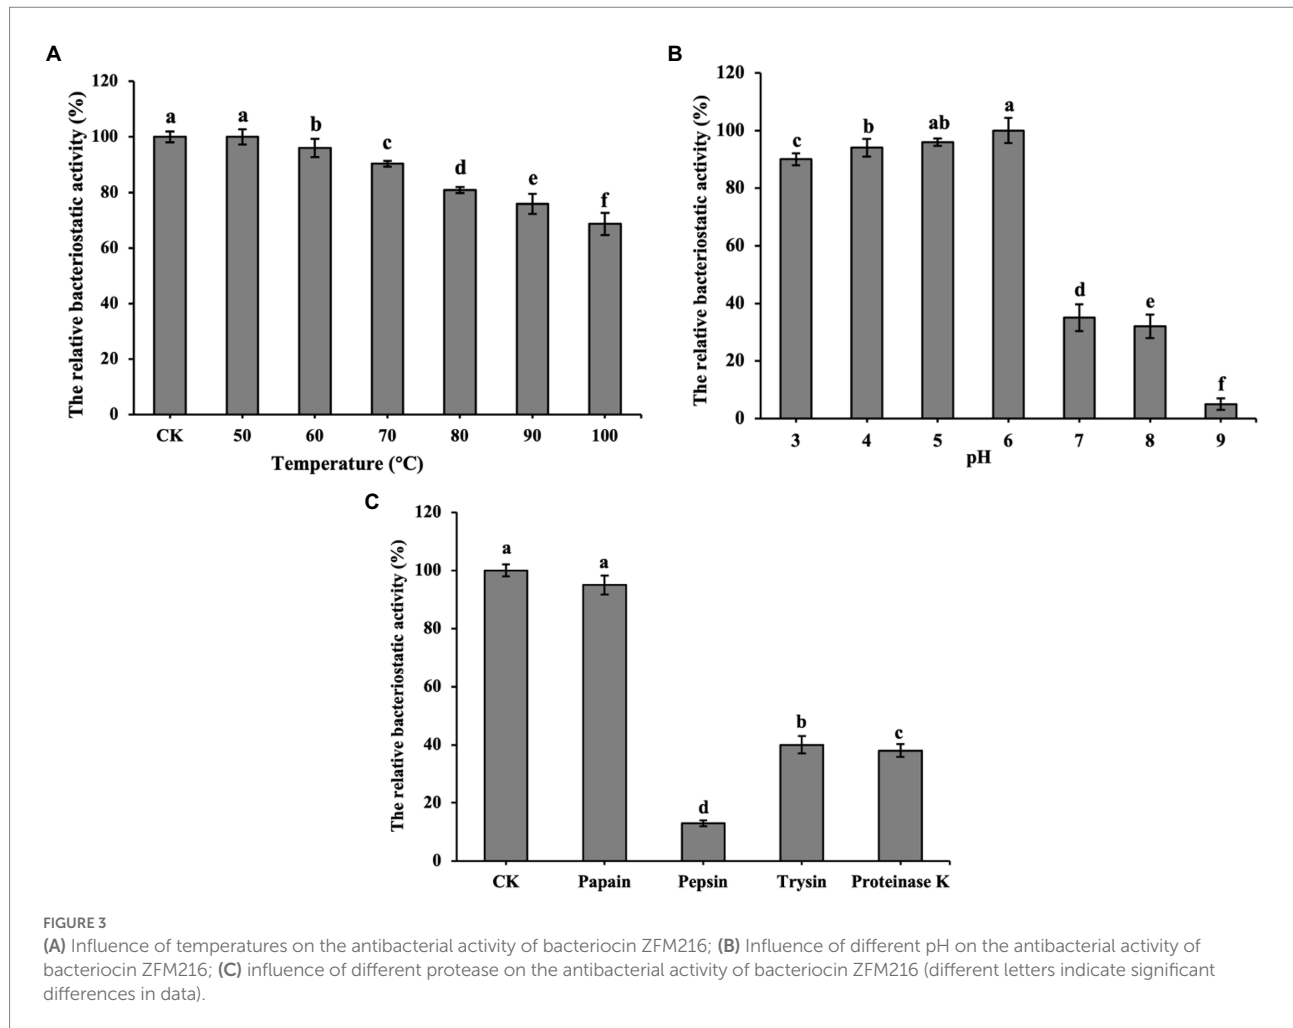 A
The relative bacteriostatic activity (%)
120
100
80
60
40
20
0
a
a
b
c
d
e
f
CK 50 60 70 80 90 100
Temperature (°C)
B
The relative bacteriostatic activity (%)
120
100
80
60
40
20
0
c
b
ab
a
d
e
f
3 4 5 6 7 8 9
pH
C
The relative bacteriostatic activity (%)
120
100
80
60
40
20
0
a
a
d
b
c
CK Papain Pepsin Trysin Proteinase K
FIGURE 3
(A) Influence of temperatures on the antibacterial activity of bacteriocin ZFM216; (B) Influence of different pH on the antibacterial activity of
bacteriocin ZFM216; (C) influence of different protease on the antibacterial activity of bacteriocin ZFM216 (different letters indicate significant
differences in data).